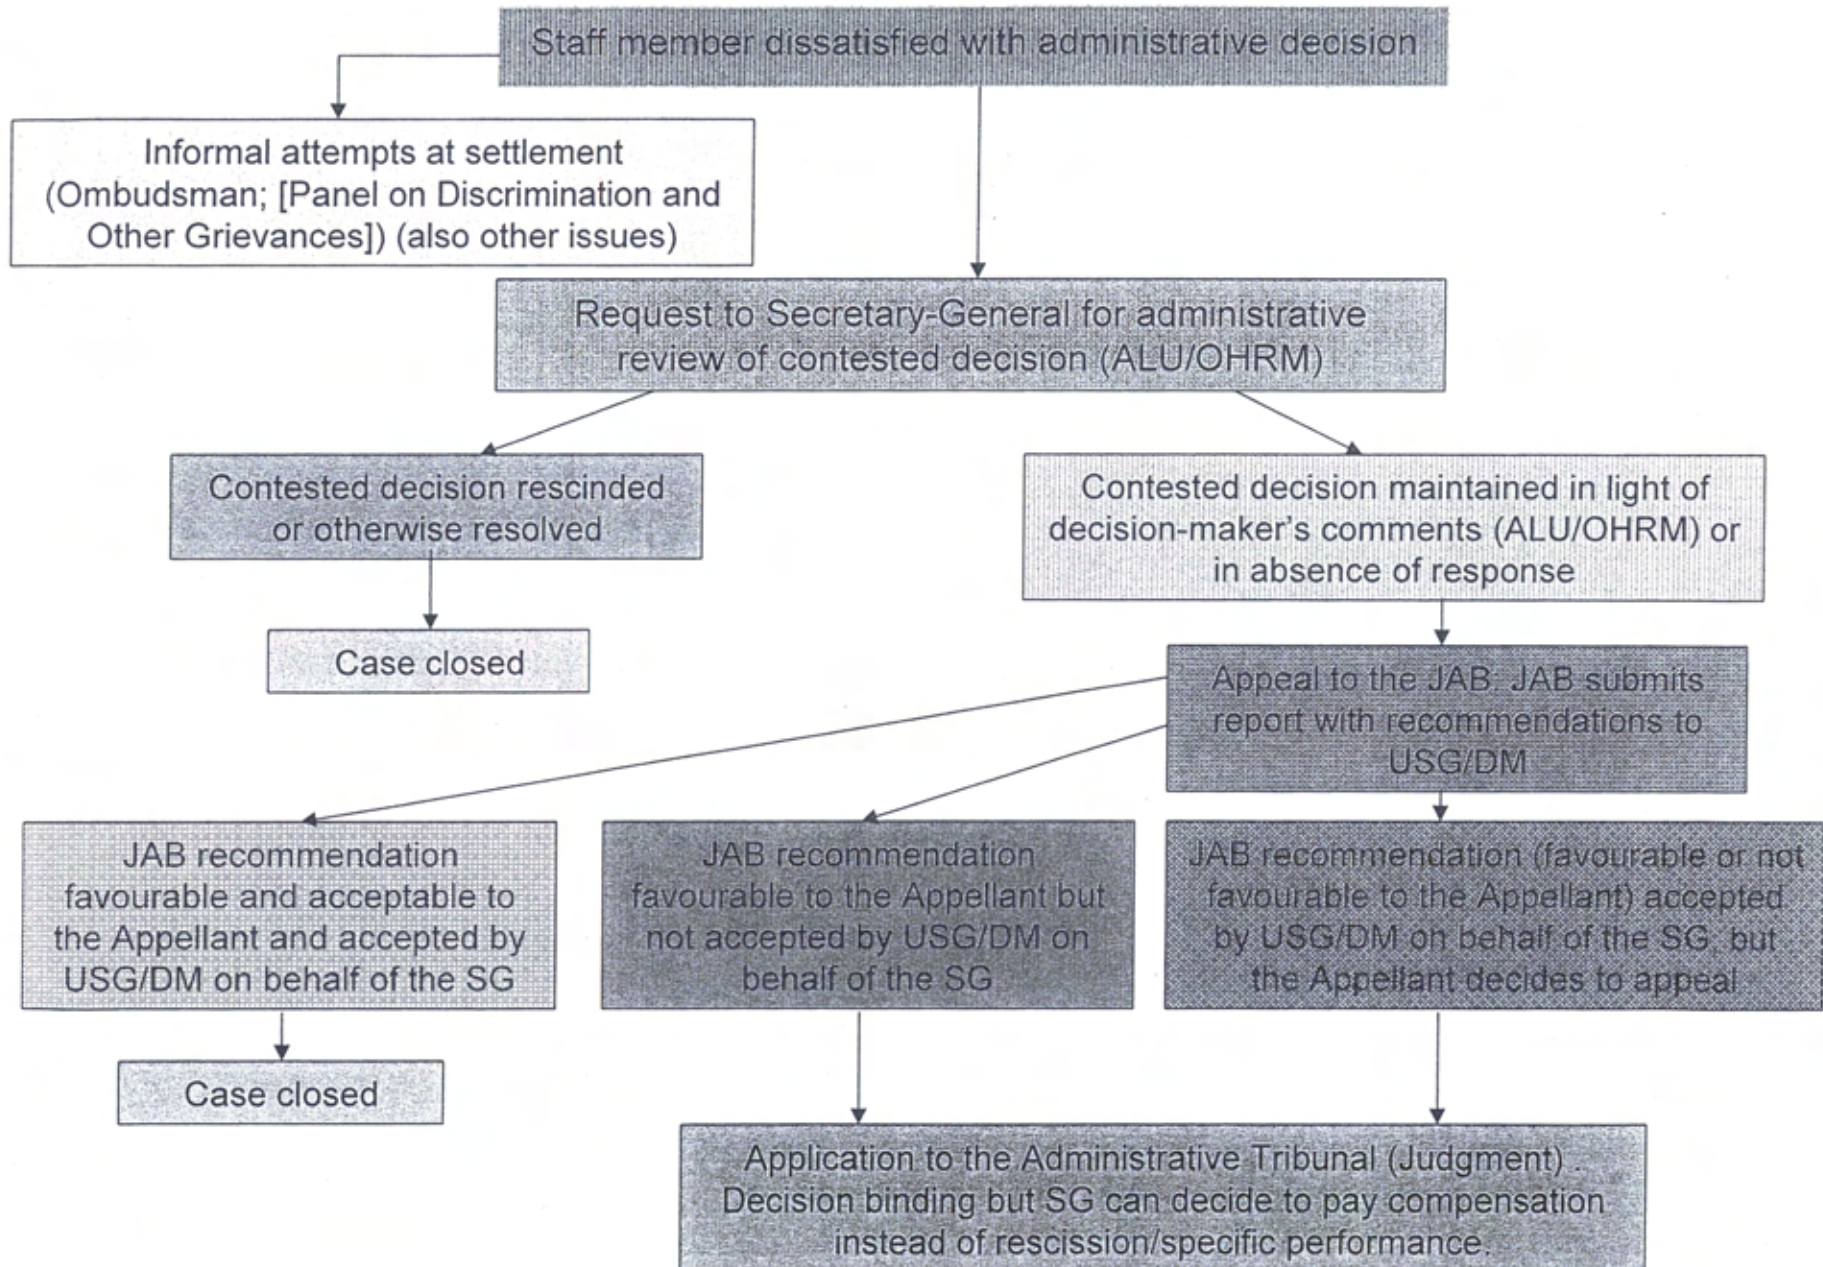 Staff member dissatisfied with administrative decision
Informal attempts at settlement
(Ombudsman; [Panel on Discrimination and
Other Grievances]) (also other issues)
Request to Secretary-General for administrative
review of contested decision (ALU/OHRM)
Contested decision rescinded
or otherwise resolved
Contested decision maintained in light of
decision-maker's comments (ALU/OHRM) or
in absence of response
Case closed
Appeal to the JAB. JAB submits
report with recommendations to
USG/DM
JAB recommendation
favourable and acceptable to
the Appellant and accepted by
USG/DM on behalf of the SG
JAB recommendation
favourable to the Appellant but
not accepted by USG/DM on
behalf of the SG
JAB recommendation (favourable or not
favourable to the Appellant) accepted
by USG/DM on behalf of the SG, but
the Appellant decides to appeal
Case closed
Application to the Administrative Tribunal (Judgment) .
Decision binding but SG can decide to pay compensation
instead of rescission/specific performance.